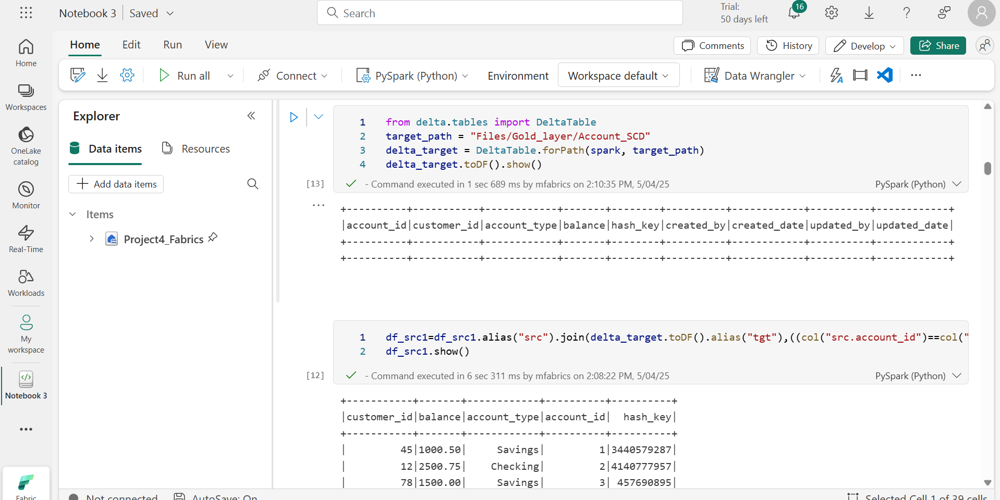 Notebook 3 | Saved
Search
Trial:
50 days left
16
Home Edit Run View
Comments History Develop Share
Run all Connect PySpark (Python) Environment Workspace default Data Wrangler ...
Home
Workspaces
OneLake
catalog
Monitor
Real-Time
Workloads
My
workspace
Notebook 3
Fabric
Explorer
Data items Resources
Add data items
Items
Project4_Fabrics
1 from delta.tables import DeltaTable
2 target_path = "Files/Gold_layer/Account_SCD"
3 delta_target = DeltaTable.forPath(spark, target_path)
4 delta_target.toDF().show()
[13] - Command executed in 1 sec 689 ms by mfabrics on 2:10:35 PM, 5/04/25 PySpark (Python)
+----------+-----------+------------+-------+--------+----------+------------+----------+------------+
|account_id|customer_id|account_type|balance|hash_key|created_by|created_date|updated_by|updated_date|
+----------+-----------+------------+-------+--------+----------+------------+----------+------------+
+----------+-----------+------------+-------+--------+----------+------------+----------+------------+
1 df_src1=df_src1.alias("src").join(delta_target.toDF().alias("tgt"),((col("src.account_id")==col("
2 df_src1.show()
[12] - Command executed in 6 sec 311 ms by mfabrics on 2:08:22 PM, 5/04/25 PySpark (Python)
+-----------+-------+------------+----------+----------+
|customer_id|balance|account_type|account_id|  hash_key|
+-----------+-------+------------+----------+----------+
|         45|1000.50|     Savings|         1|3440579287|
|         12|2500.75|    Checking|         2|4140777957|
|         78|1500.00|     Savings|         3| 457690895|
Not connected AutoSave: On Selected Cell 1 of 39 cells